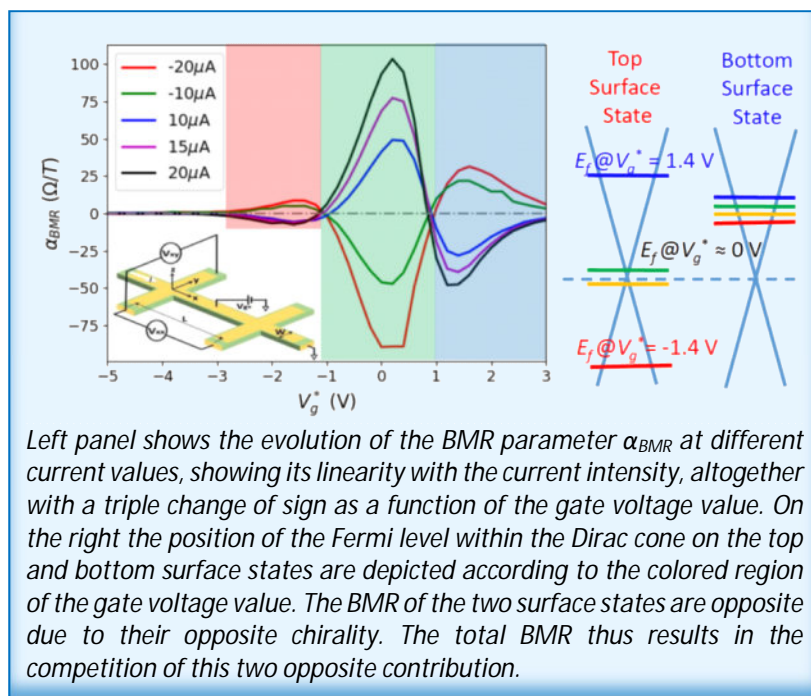 100
75
50
25
0
−25
−50
−75
α_BMR (Ω/T)
-20μA
-10μA
10μA
15μA
20μA
−5 −4 −3 −2 −1 0 1 2 3
V_g^* (V)
Top
Surface
State
Bottom
Surface
State
E_f@V_g^* = 1.4 V
E_f@V_g^* ≈ 0 V
E_f@V_g^* = -1.4 V
Left panel shows the evolution of the BMR parameter α_BMR at different
current values, showing its linearity with the current intensity, altogether
with a triple change of sign as a function of the gate voltage value. On
the right the position of the Fermi level within the Dirac cone on the top
and bottom surface states are depicted according to the colored region
of the gate voltage value. The BMR of the two surface states are opposite
due to their opposite chirality. The total BMR thus results in the
competition of this two opposite contribution.